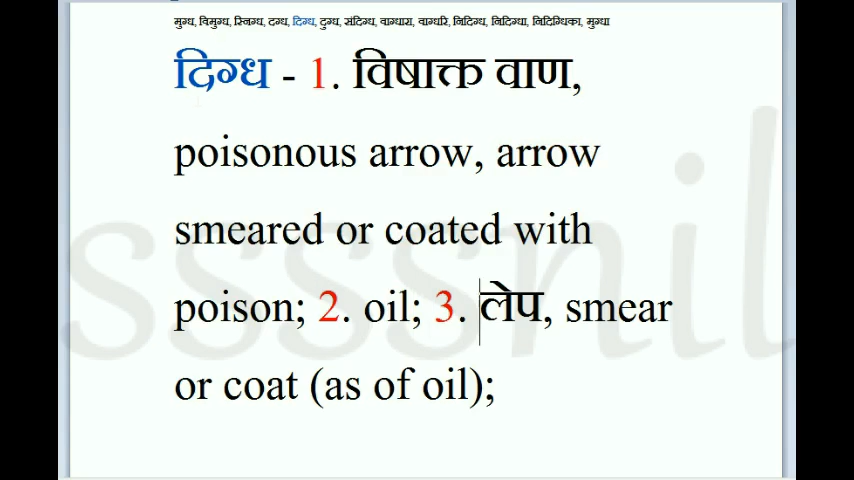 मुग्ध, विमुग्ध, स्निग्ध, दग्ध, दिग्ध, दुग्ध, संदिग्ध, वाग्धारा, वाग्धरि, निदिग्ध, निदिग्धा, निदिग्धिका, मुग्धा
दिग्ध - 1. विषाक्त वाण,
poisonous arrow, arrow
smeared or coated with
poison; 2. oil; 3. लेप, smear
or coat (as of oil);
ssssnil